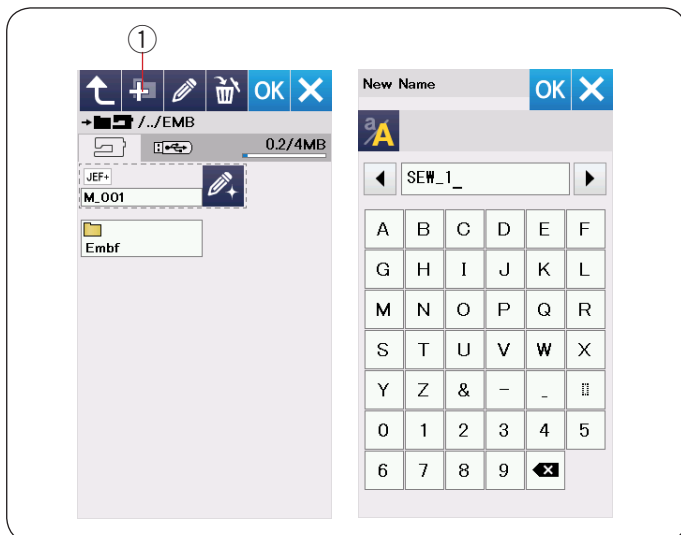 ①
OK
/../EMB
0.2/4MB
JEF+
M_001
Embf
New Name
OK
a/A
SEW_1_
A B C D E F
G H I J K L
M N O P Q R
S T U V W X
Y Z & - _
0 1 2 3 4 5
6 7 8 9